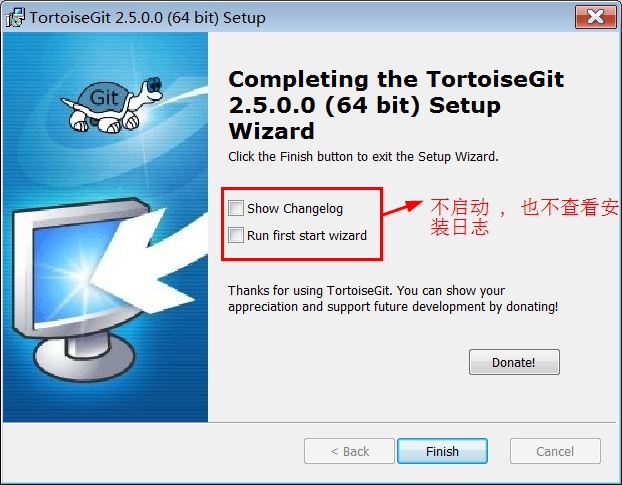 TortoiseGit 2.5.0.0 (64 bit) Setup
Git
Completing the TortoiseGit
2.5.0.0 (64 bit) Setup
Wizard
Click the Finish button to exit the Setup Wizard.
Show Changelog
Run first start wizard
不启动 ，也不查看安
装日志
Thanks for using TortoiseGit. You can show your
appreciation and support future development by donating!
Donate!
< Back
Finish
Cancel